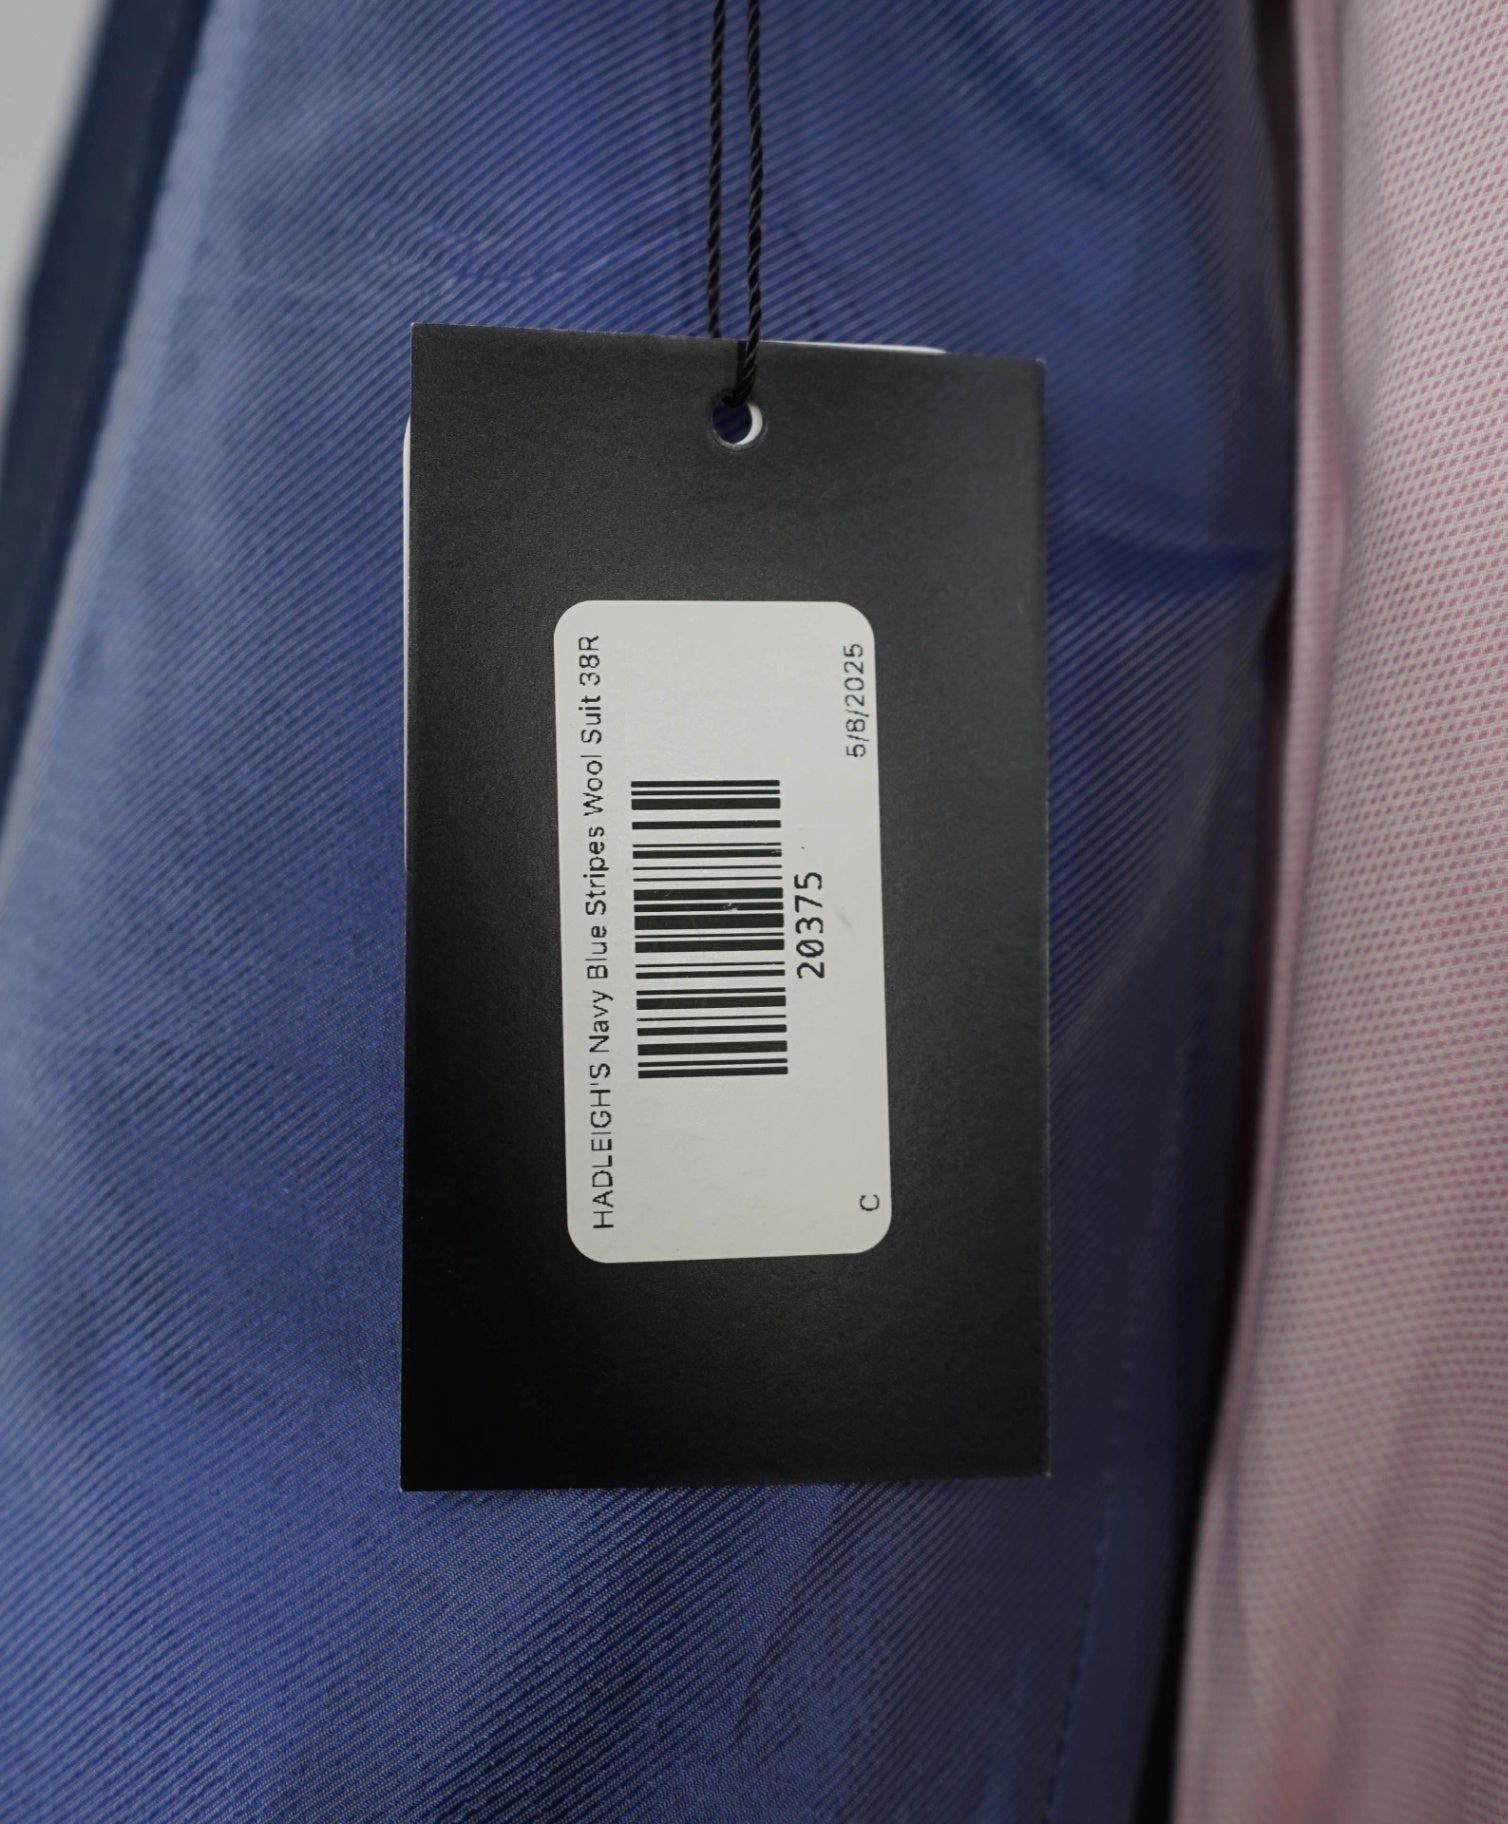 HADLEIGH'S Navy Blue Stripes Wool Suit 38R
20375
C 5/8/2025